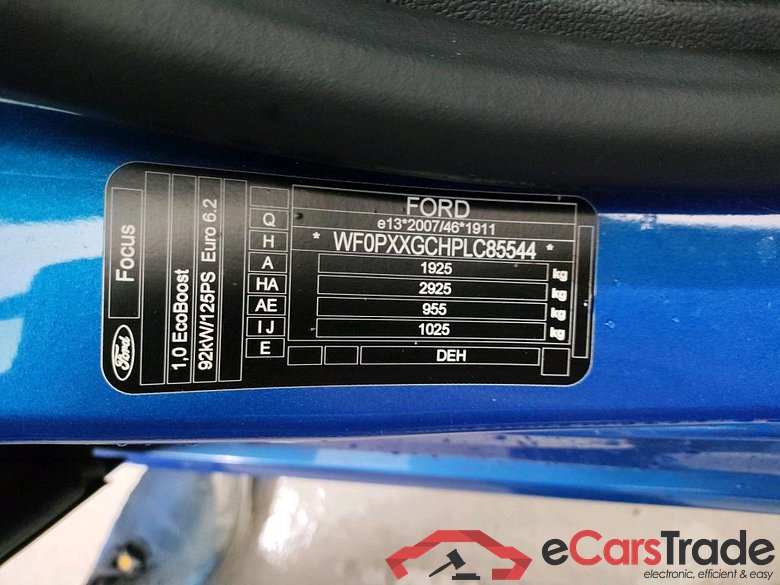 Focus
1,0 EcoBoost
92kW/125PS Euro 6.2
Ford
Q
H
A
HA
AE
I J
E
FORD
e13*2007/46*1911
* WF0PXXGCHPLC85544 *
1925 kg
2925 kg
955 kg
1025 kg
DEH
eCarsTrade
electronic, efficient & easy